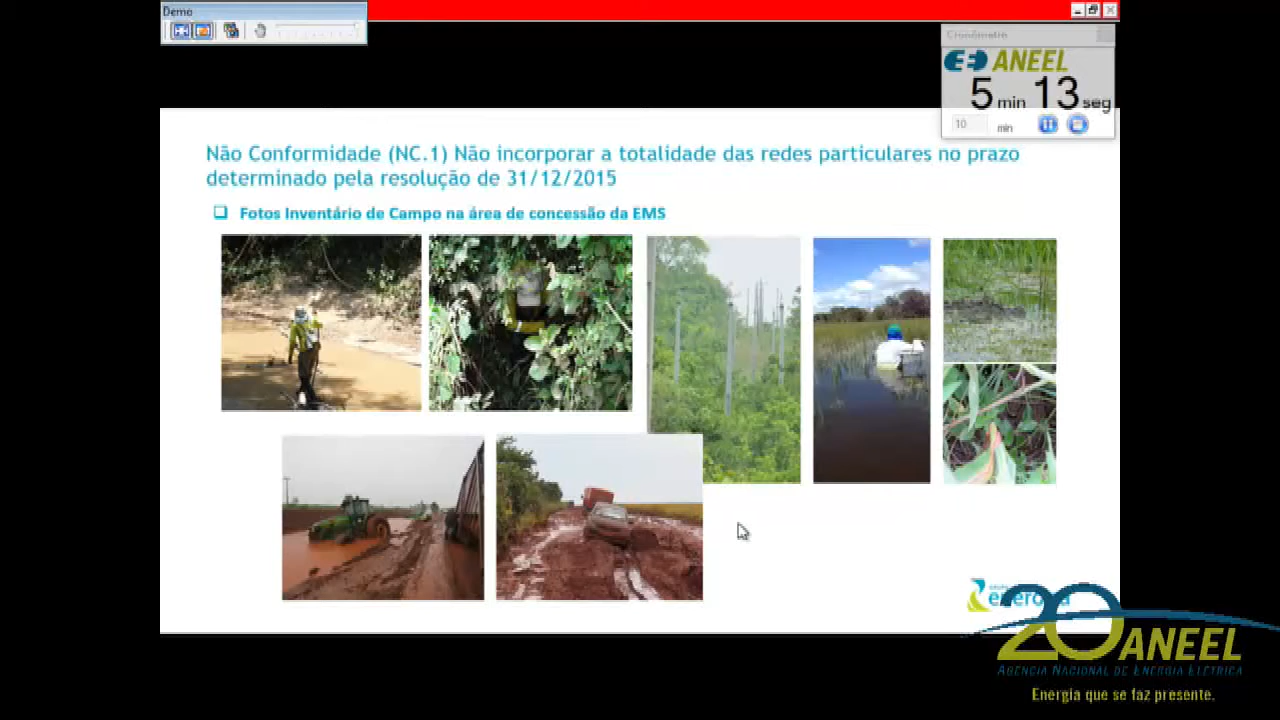 Demo
Cronômetro
ANEEL
5 min 13 seg
10 min
Não Conformidade (NC.1) Não incorporar a totalidade das redes particulares no prazo
determinado pela resolução de 31/12/2015
Fotos Inventário de Campo na área de concessão da EMS
20 ANEEL
AGÊNCIA NACIONAL DE ENERGIA ELÉTRICA
Energia que se faz presente.